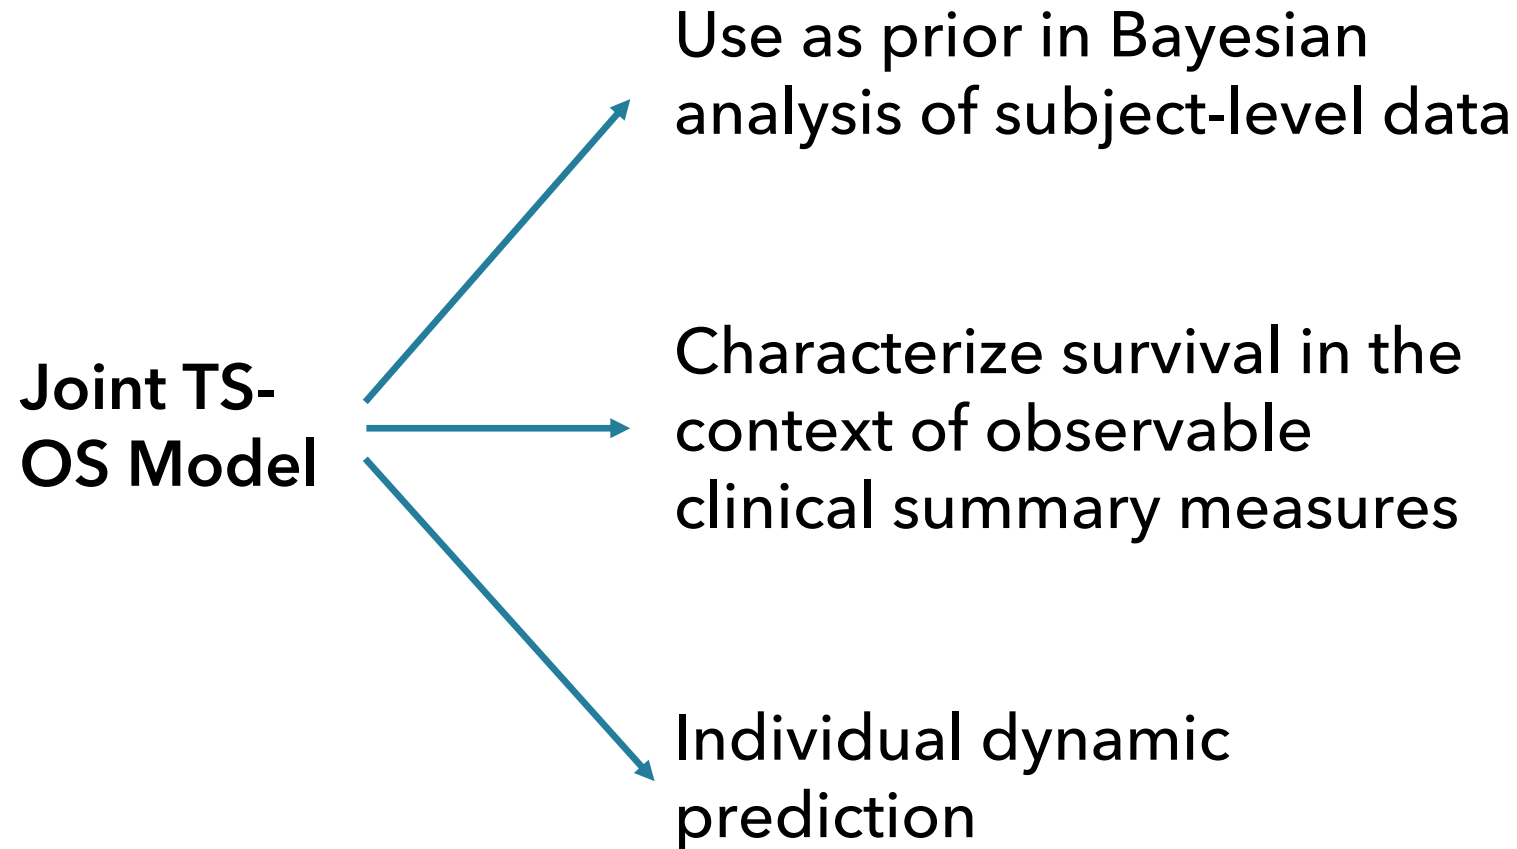 Use as prior in Bayesian
analysis of subject-level data
Joint TS-
OS Model
Characterize survival in the
context of observable
clinical summary measures
Individual dynamic
prediction